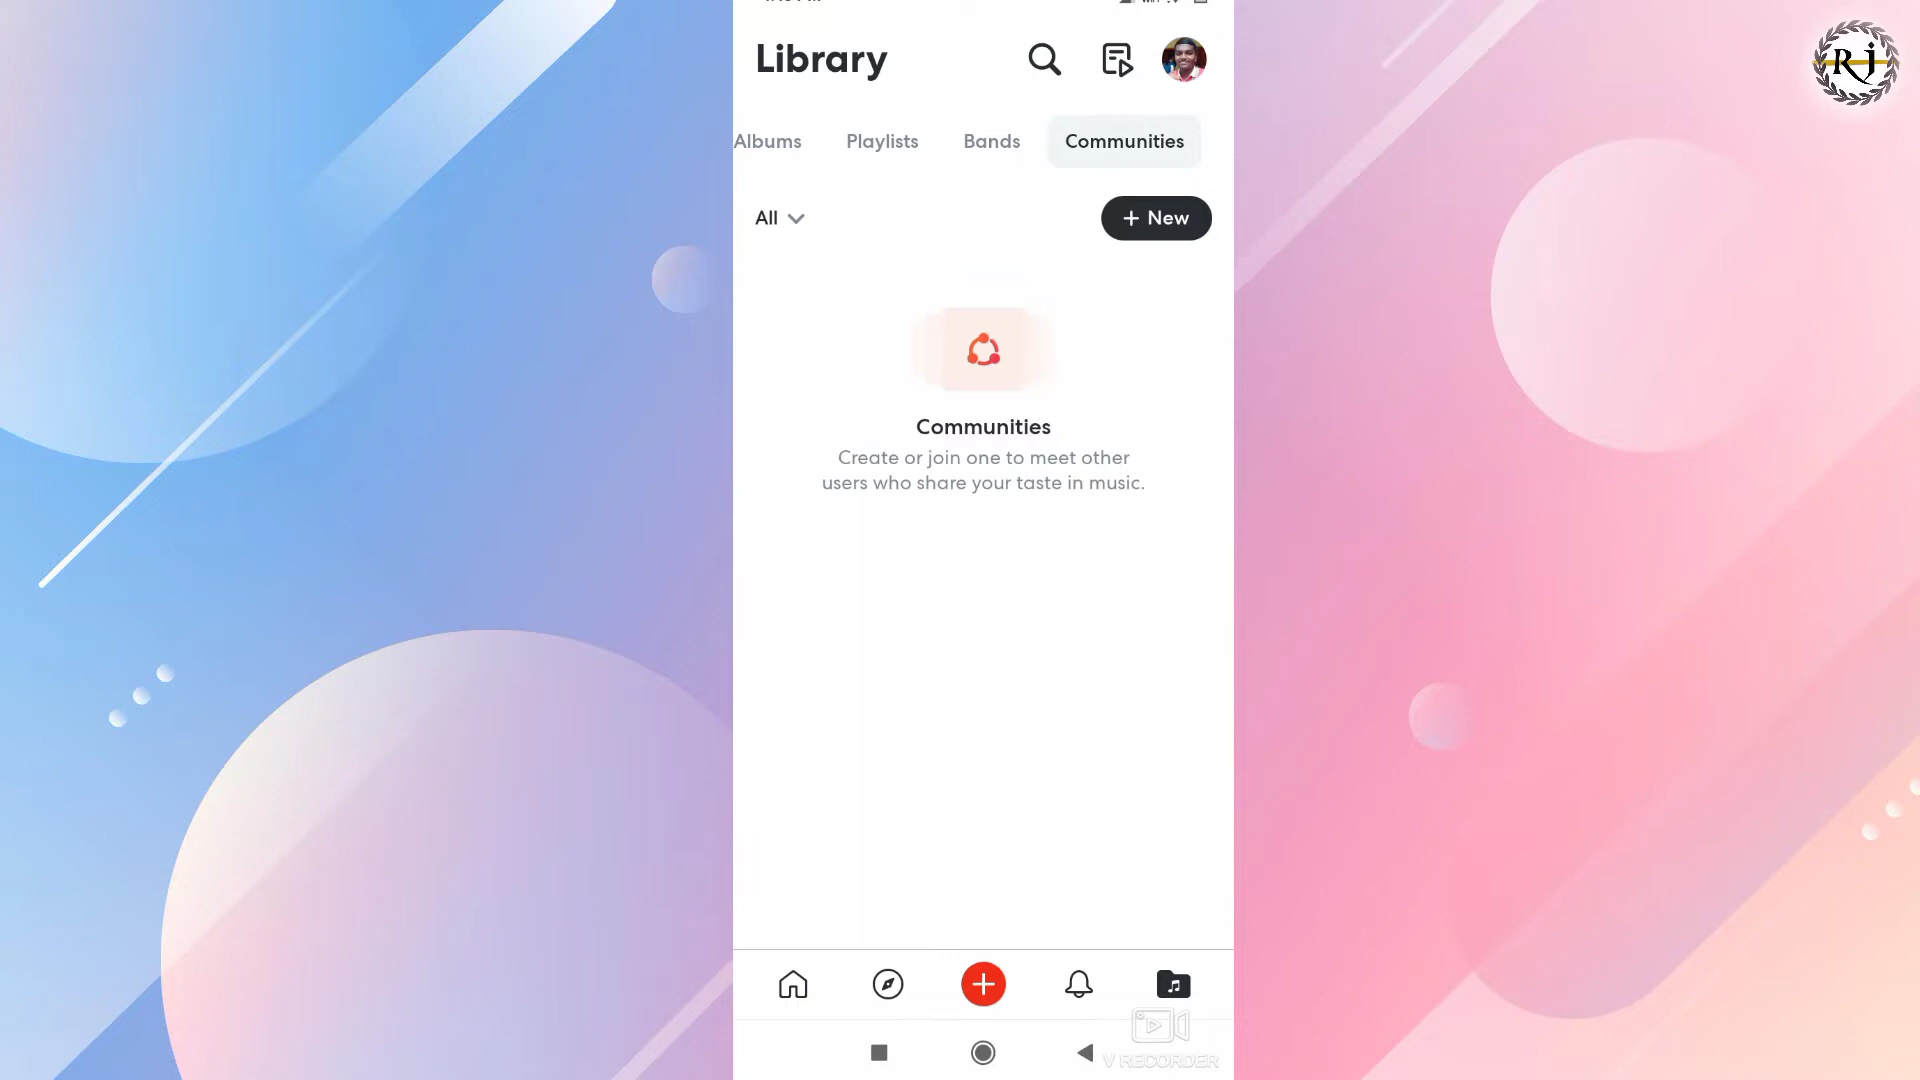 Library
Rj
Albums Playlists Bands Communities
All + New
Communities
Create or join one to meet other
users who share your taste in music.
V RECORDER